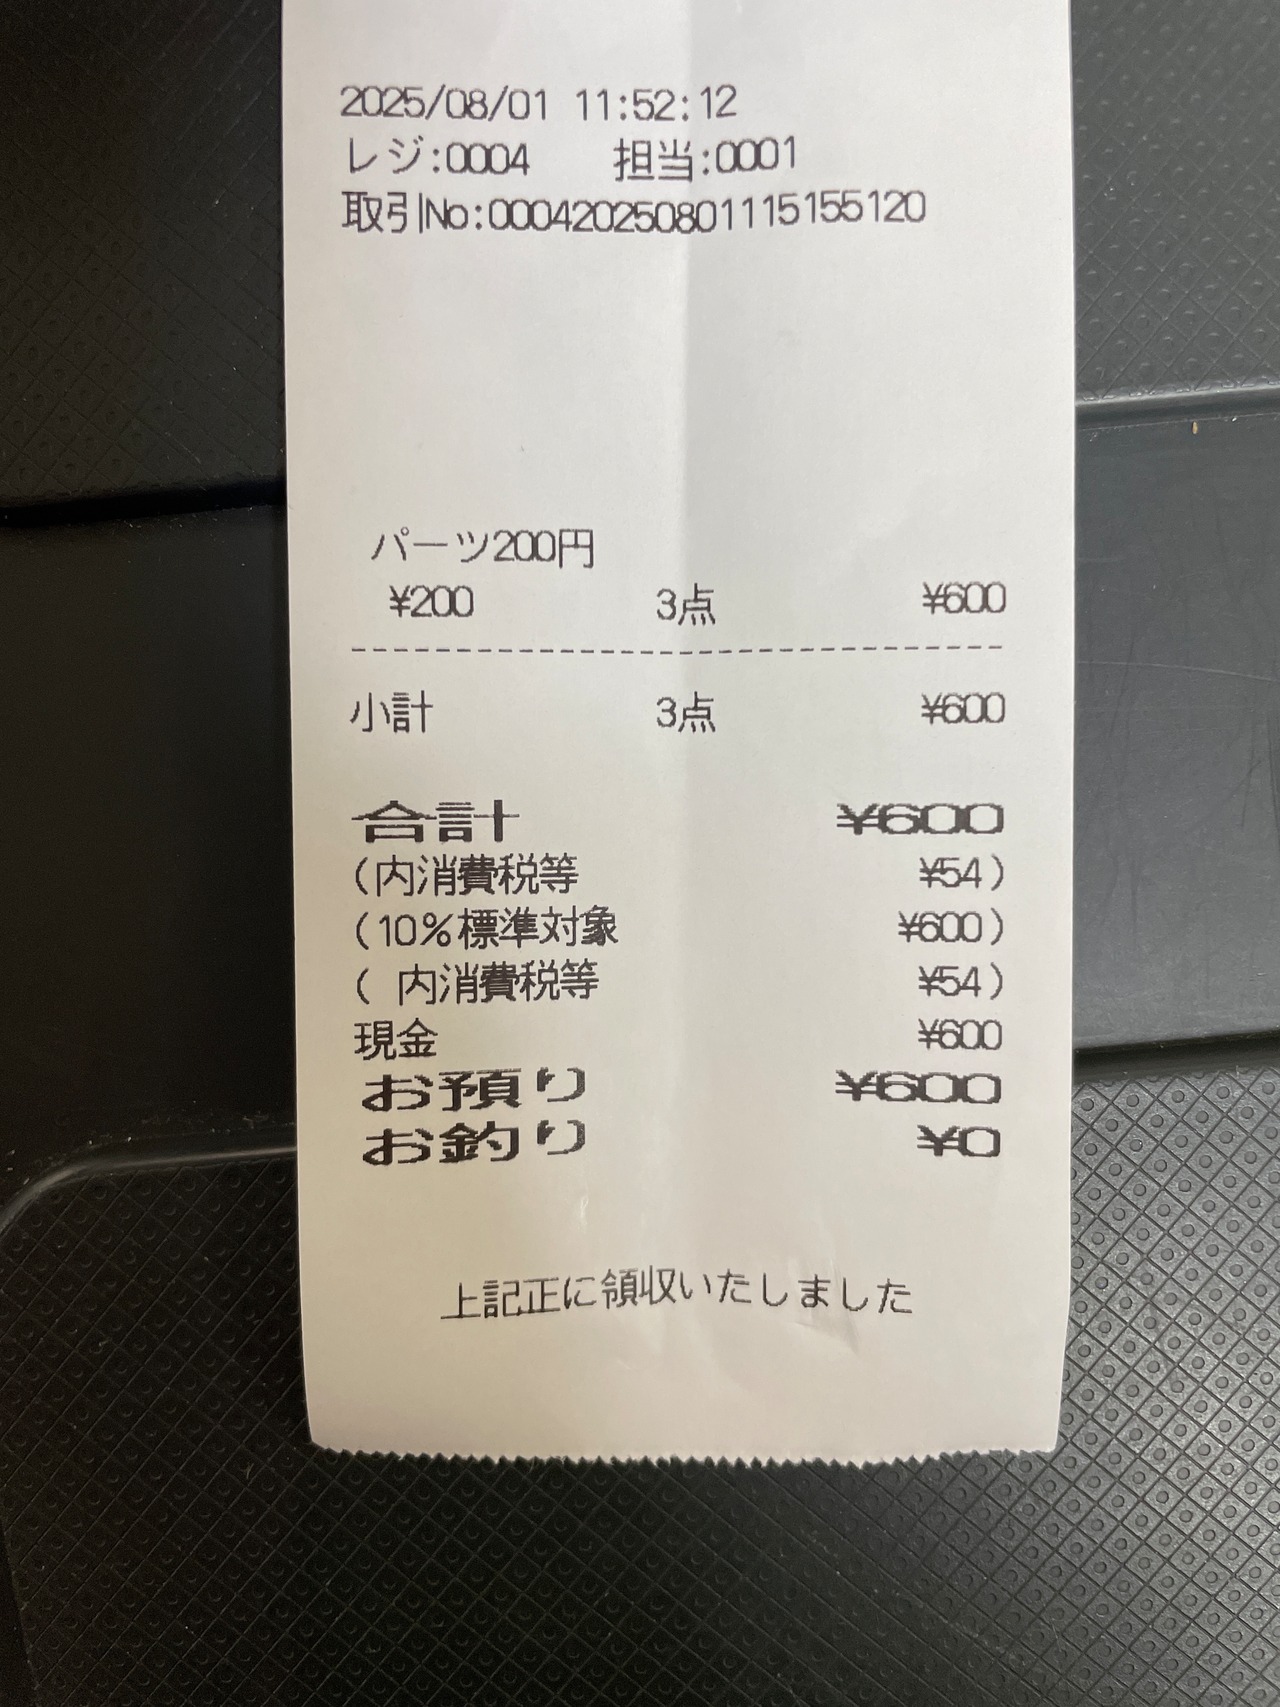 2025/08/01 11:52:12
レジ:0004 担当:0001
取引No:00042025080111515​5120
パーツ200円
¥200 3点 ¥600
小計 3点 ¥600
合計 ¥600
(内消費税等 ¥54)
(10%標準対象 ¥600)
( 内消費税等 ¥54)
現金 ¥600
お預り ¥600
お釣り ¥0
上記正に領収いたしました